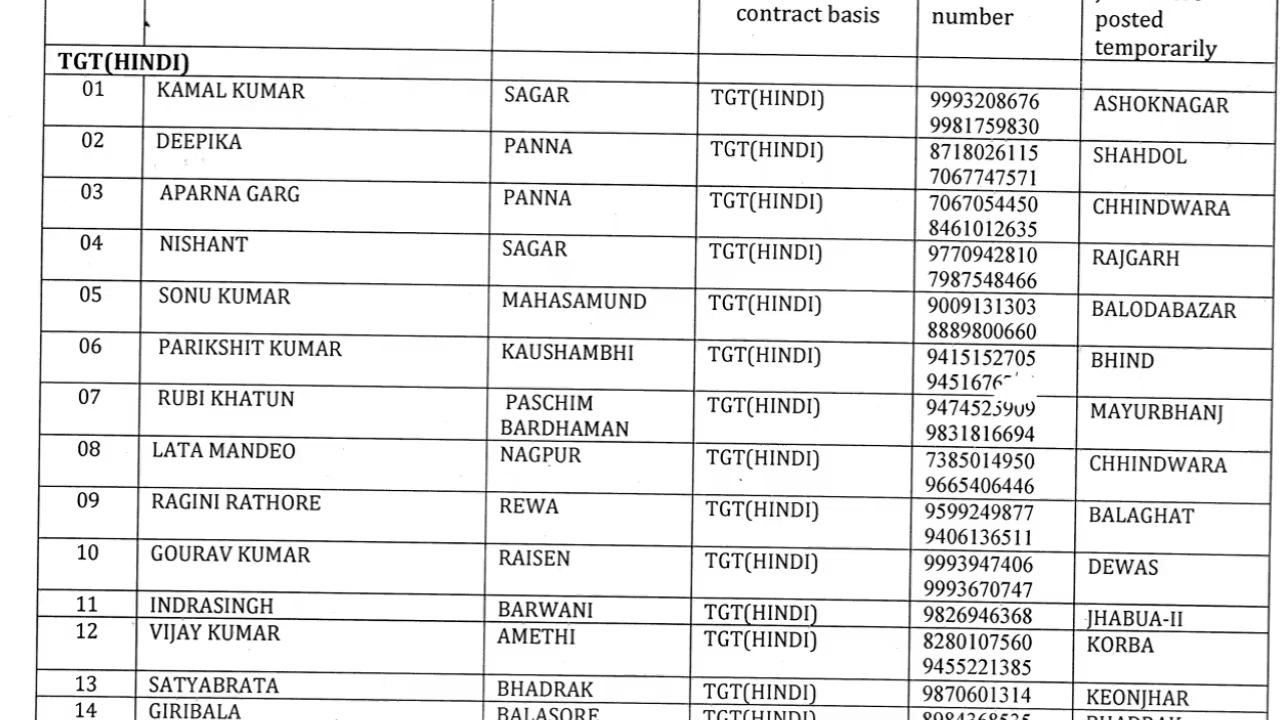 contract basis number posted
temporarily
TGT(HINDI)
01 KAMAL KUMAR SAGAR TGT(HINDI) 9993208676 ASHOKNAGAR
9981759830
02 DEEPIKA PANNA TGT(HINDI) 8718026115 SHAHDOL
7067747571
03 APARNA GARG PANNA TGT(HINDI) 7067054450 CHHINDWARA
8461012635
04 NISHANT SAGAR TGT(HINDI) 9770942810 RAJGARH
7987548466
05 SONU KUMAR MAHASAMUND TGT(HINDI) 9009131303 BALODABAZAR
8889800660
06 PARIKSHIT KUMAR KAUSHAMBHI TGT(HINDI) 9415152705 BHIND
07 RUBI KHATUN PASCHIM TGT(HINDI) 9474525909 MAYURBHANJ
BARDHAMAN 9831816694
08 LATA MANDEO NAGPUR TGT(HINDI) 7385014950 CHHINDWARA
9665406446
09 RAGINI RATHORE REWA TGT(HINDI) 9599249877 BALAGHAT
9406136511
10 GOURAV KUMAR RAISEN TGT(HINDI) 9993947406 DEWAS
9993670747
11 INDRASINGH BARWANI TGT(HINDI) 9826946368 JHABUA-II
12 VIJAY KUMAR AMETHI TGT(HINDI) 8280107560 KORBA
9455221385
13 SATYABRATA BHADRAK TGT(HINDI) 9870601314 KEONJHAR
14 GIRIBALA BALASORE TGT(HINDI) BHADRAK